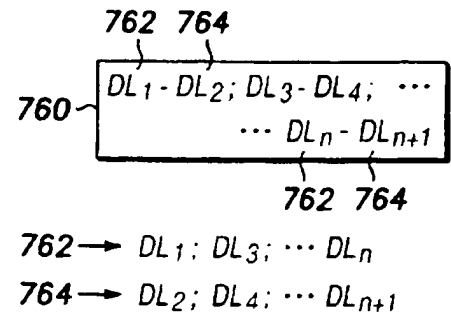 762 764
760 DL₁ - DL₂; DL₃ - DL₄; ...
... DLₙ - DLₙ₊₁
762 764
762 → DL₁; DL₃; ... DLₙ
764 → DL₂; DL₄; ... DLₙ₊₁